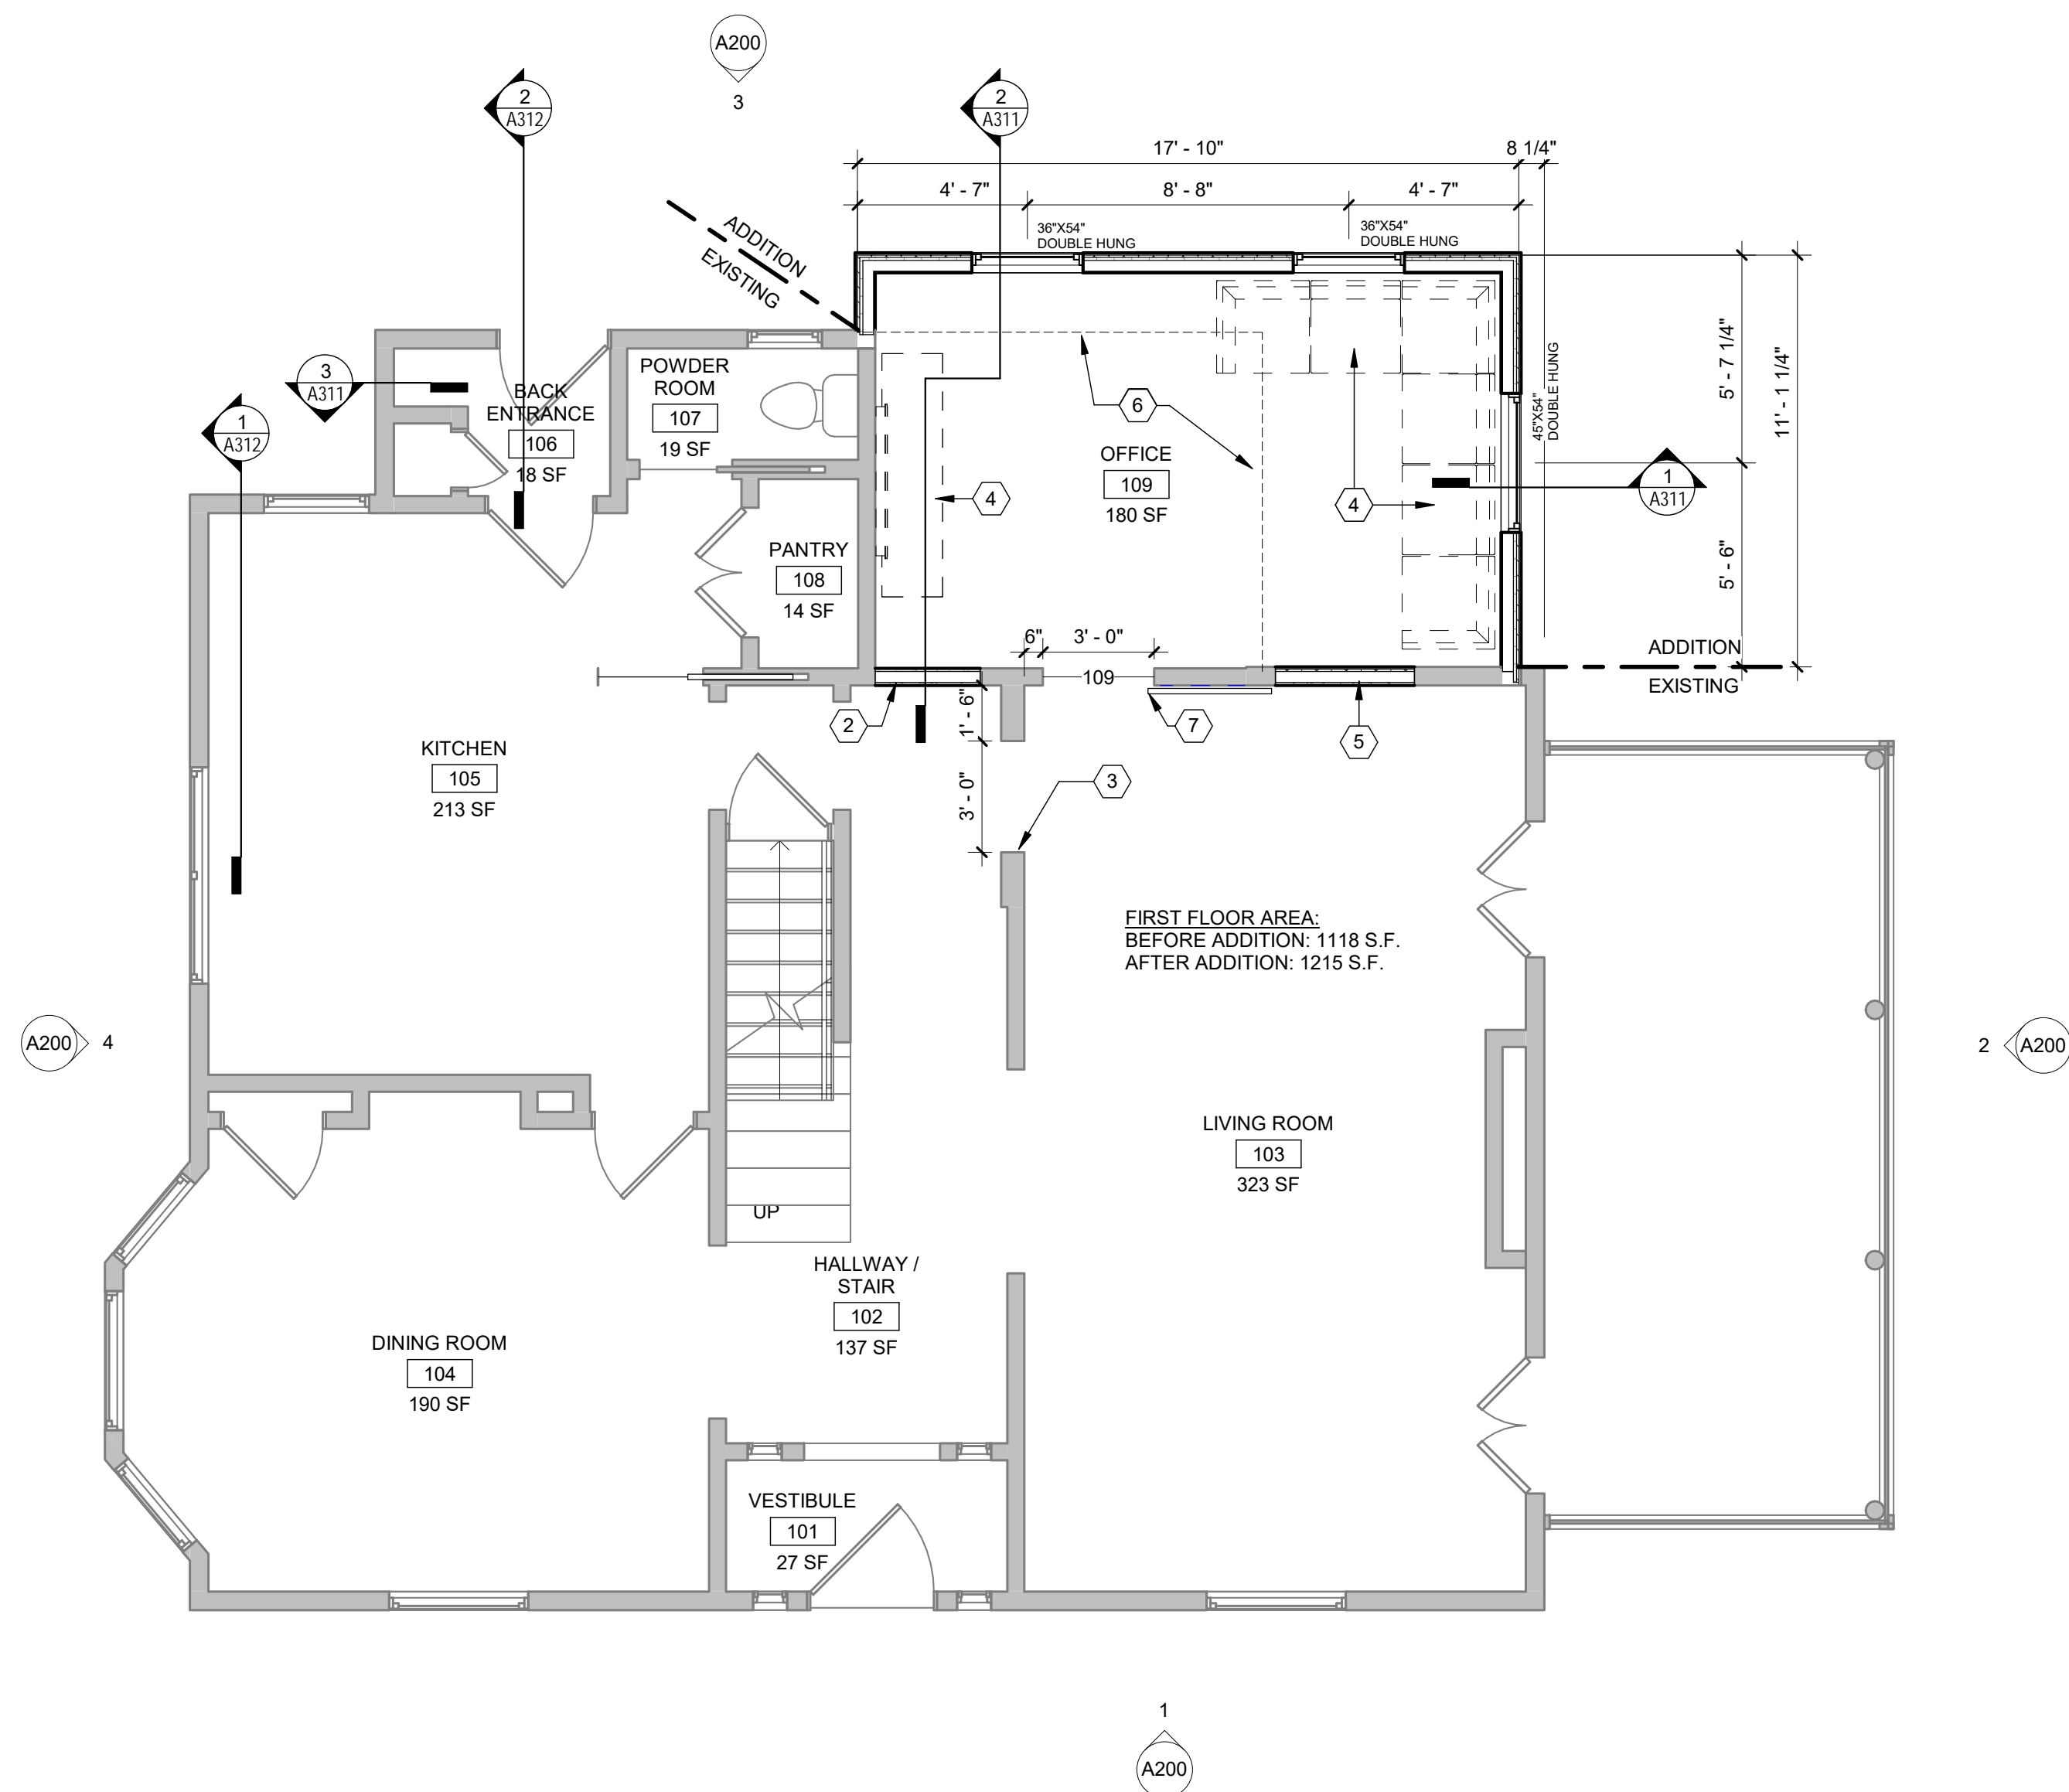 A200
3
2
A312
2
A311
17' - 10"
8 1/4"
4' - 7"
8' - 8"
4' - 7"
36"X54"
DOUBLE HUNG
36"X54"
DOUBLE HUNG
ADDITION
EXISTING
5' - 7 1/4"
11' - 1 1/4"
45"X54"
DOUBLE HUNG
3
A311
1
A312
BACK
ENTRANCE
106
18 SF
POWDER
ROOM
107
19 SF
6
OFFICE
109
180 SF
4
4
1
A311
PANTRY
108
14 SF
5' - 6"
6"
3' - 0"
109
ADDITION
EXISTING
2
1' - 6"
7
5
KITCHEN
105
213 SF
3' - 0"
3
FIRST FLOOR AREA:
BEFORE ADDITION: 1118 S.F.
AFTER ADDITION: 1215 S.F.
A200
4
2
A200
LIVING ROOM
103
323 SF
UP
HALLWAY /
STAIR
102
137 SF
DINING ROOM
104
190 SF
VESTIBULE
101
27 SF
1
A200